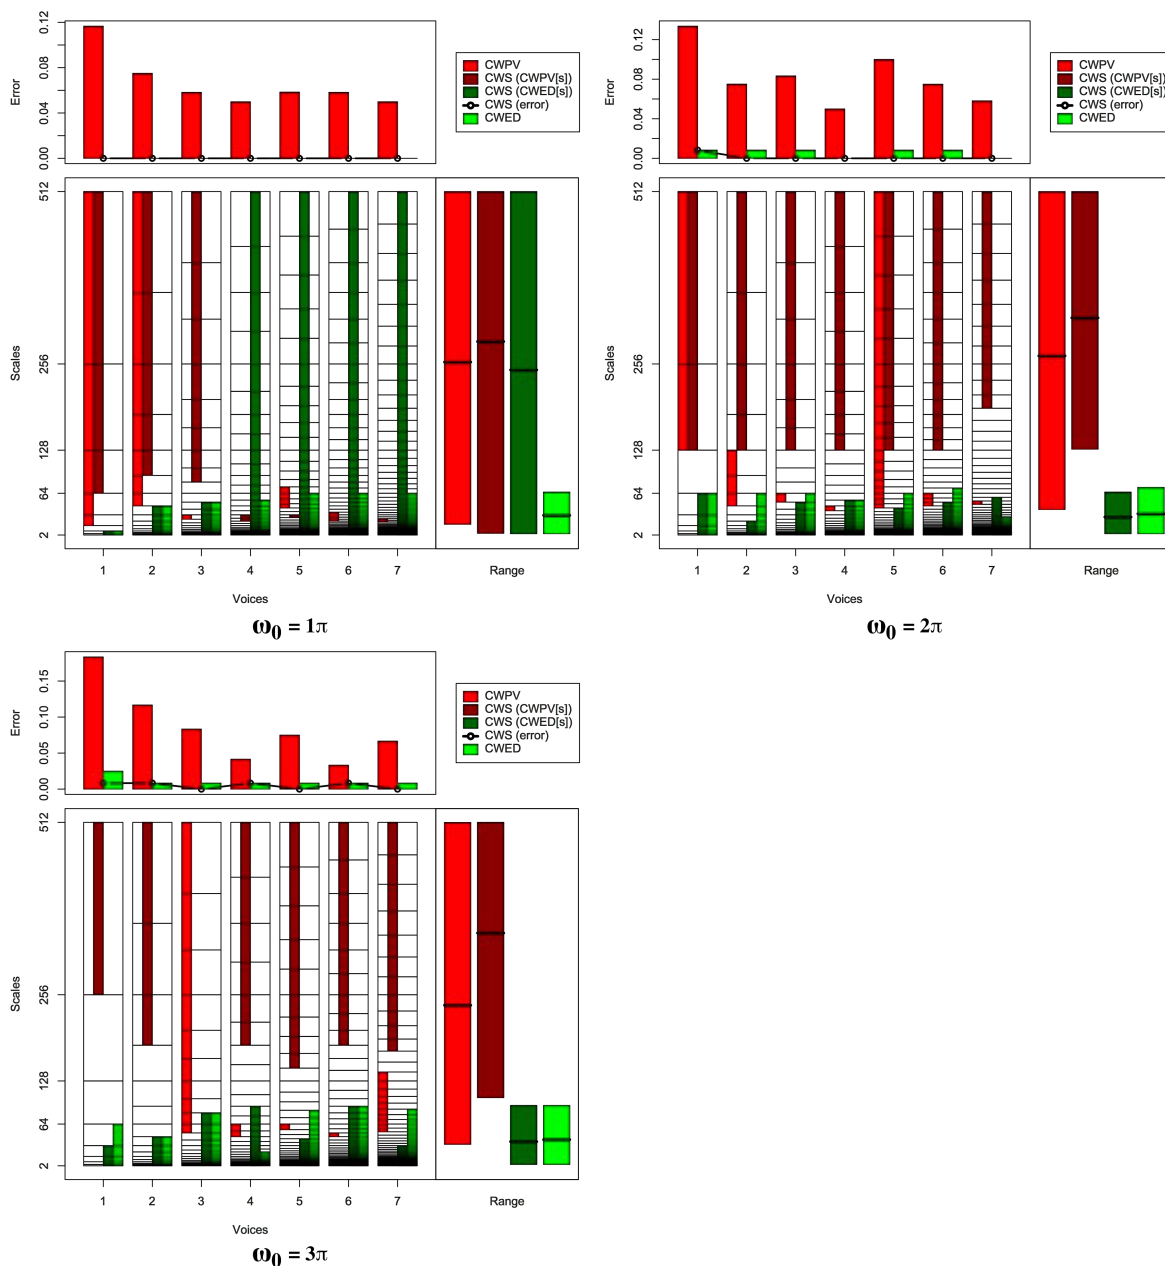 Error
0.00
0.04
0.08
0.12
CWPV
CWS (CWPV[s])
CWS (CWED[s])
CWS (error)
CWED
Scales
2
64
128
256
512
1 2 3 4 5 6 7
Range
Voices
ω0 = 1π
Error
0.00
0.04
0.08
0.12
CWPV
CWS (CWPV[s])
CWS (CWED[s])
CWS (error)
CWED
Scales
2
64
128
256
512
1 2 3 4 5 6 7
Range
Voices
ω0 = 2π
Error
0.00
0.05
0.10
0.15
CWPV
CWS (CWPV[s])
CWS (CWED[s])
CWS (error)
CWED
Scales
2
64
128
256
512
1 2 3 4 5 6 7
Range
Voices
ω0 = 3π